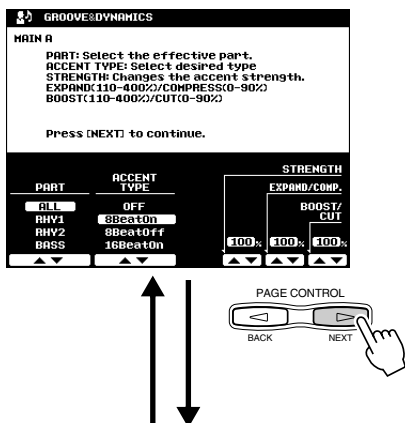 GROOVE&DYNAMICS
MAIN A
PART: Select the effective part.
ACCENT TYPE: Select desired type
STRENGTH: Changes the accent strength.
EXPAND(110-400%)/COMPRESS(0-90%)
BOOST(110-400%)/CUT(0-90%)
Press [NEXT] to continue.
STRENGTH
PART ACCENT TYPE EXPAND/COMP.
ALL OFF BOOST/
RHY1 8BeatOn CUT
RHY2 8BeatOff
BASS 16BeatOn 100% 100% 100%
PAGE CONTROL
BACK NEXT